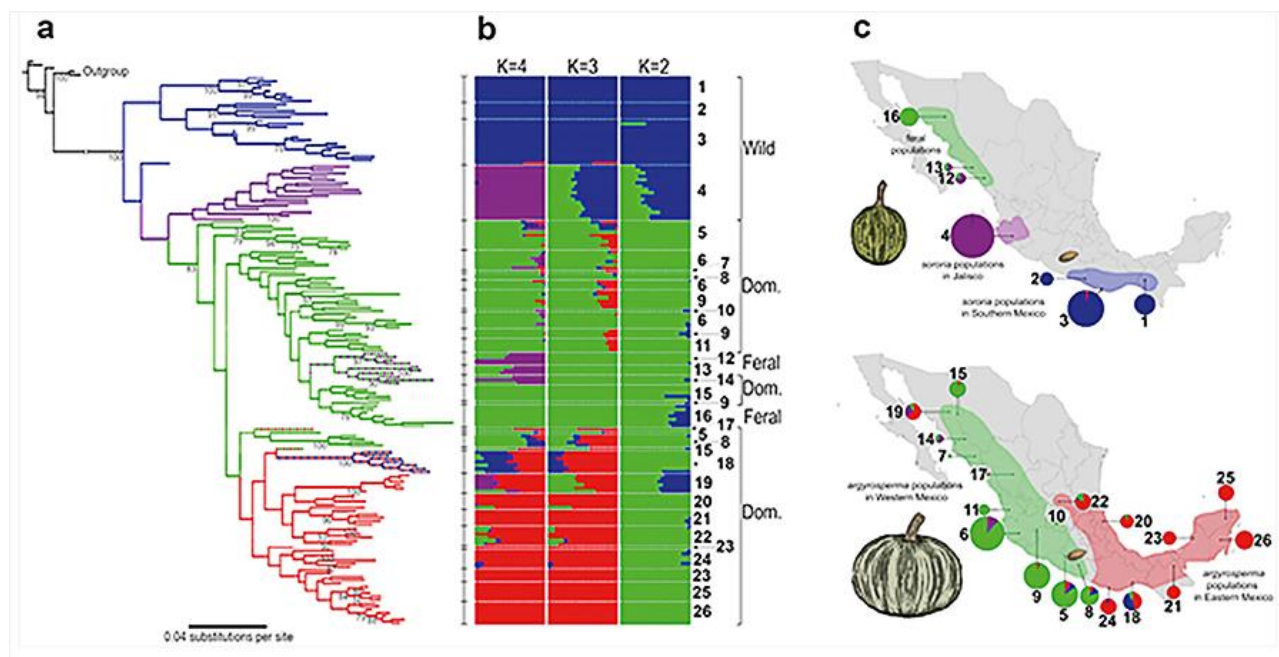 a
b
c
Outgroup
K=4 K=3 K=2
1
2
3
Wild
4
5
6 7
8
6
9
Dom.
10
6
9
11
12 Feral
13
14
15 Dom.
9
16 Feral
17
5 8
15
18
19
20
21
Dom.
22
23
24
23
25
26
0.04 substitutions per site
16
feral
populations
13
12
4
sororia populations
in Jalisco
2
sororia populations
in Southern Mexico
3
1
15
19
14
7
17
argyrosperma populations
in Western Mexico
11
6
10
22
20
25
23
26
argyrosperma
populations
in Eastern Mexico
9
5
8
24
18
21